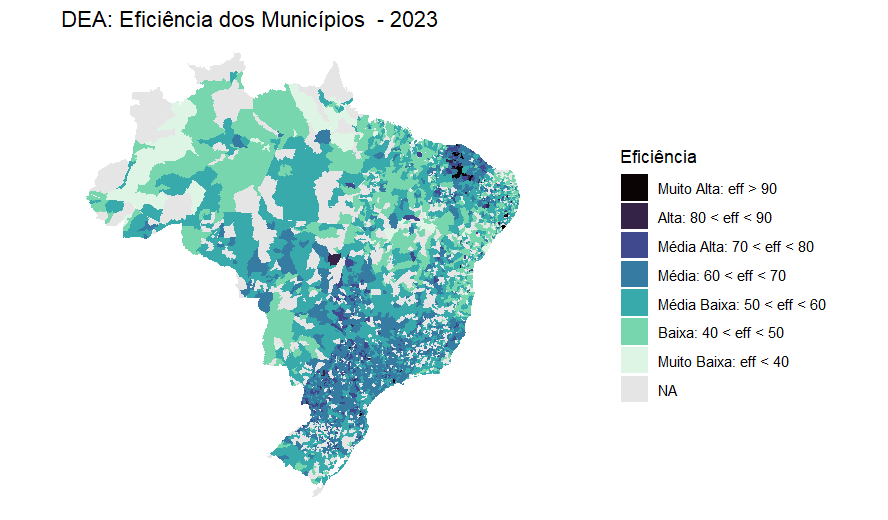 DEA: Eficiência dos Municípios  - 2023
Eficiência
Muito Alta: eff > 90
Alta: 80 < eff < 90
Média Alta: 70 < eff < 80
Média: 60 < eff < 70
Média Baixa: 50 < eff < 60
Baixa: 40 < eff < 50
Muito Baixa: eff < 40
NA